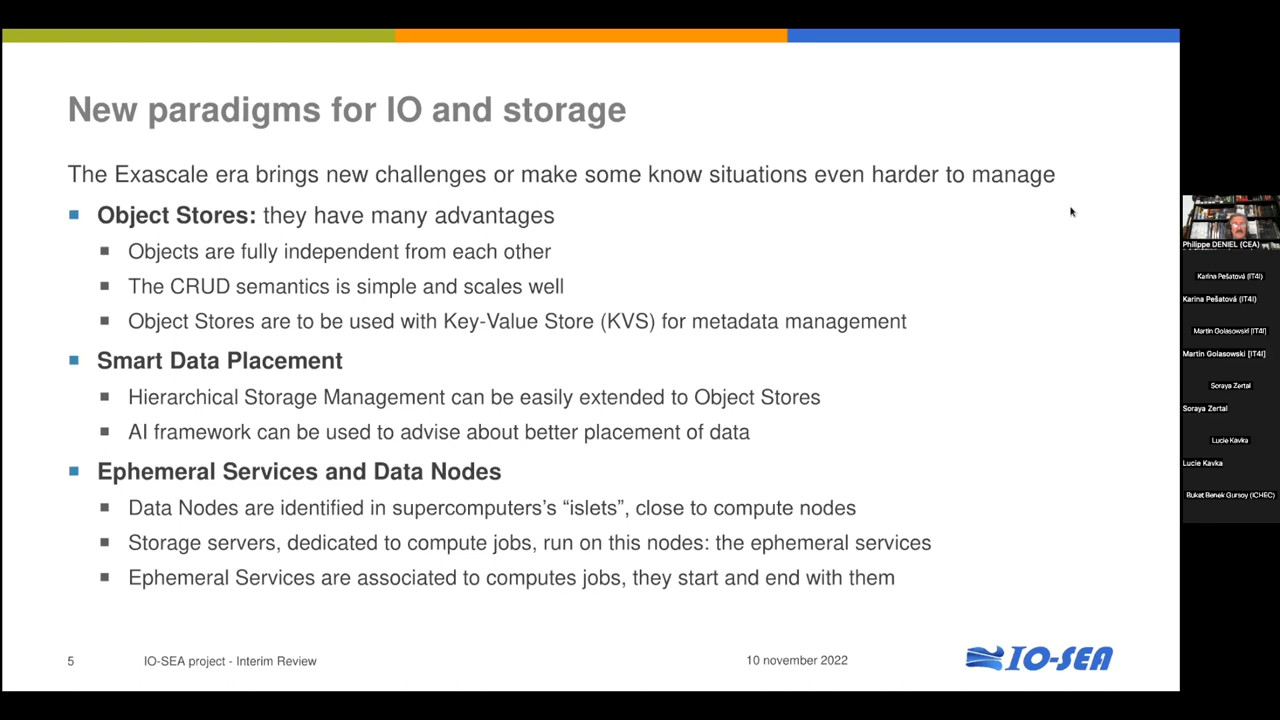 New paradigms for IO and storage
The Exascale era brings new challenges or make some know situations even harder to manage
Object Stores: they have many advantages
Objects are fully independent from each other
The CRUD semantics is simple and scales well
Object Stores are to be used with Key-Value Store (KVS) for metadata management
Smart Data Placement
Hierarchical Storage Management can be easily extended to Object Stores
AI framework can be used to advise about better placement of data
Ephemeral Services and Data Nodes
Data Nodes are identified in supercomputers's “islets”, close to compute nodes
Storage servers, dedicated to compute jobs, run on this nodes: the ephemeral services
Ephemeral Services are associated to computes jobs, they start and end with them
5 IO-SEA project - Interim Review 10 november 2022 IO-SEA
Philippe DENIEL (CEA)
Karina Pešatová (IT4I)
Karina Pešatová (IT4I)
Martin Golasowski [IT4I]
Martin Golasowski [IT4I]
Soraya Zertal
Soraya Zertal
Lucie Kavka
Lucie Kavka
Buket Benek Gursoy (ICHEC)